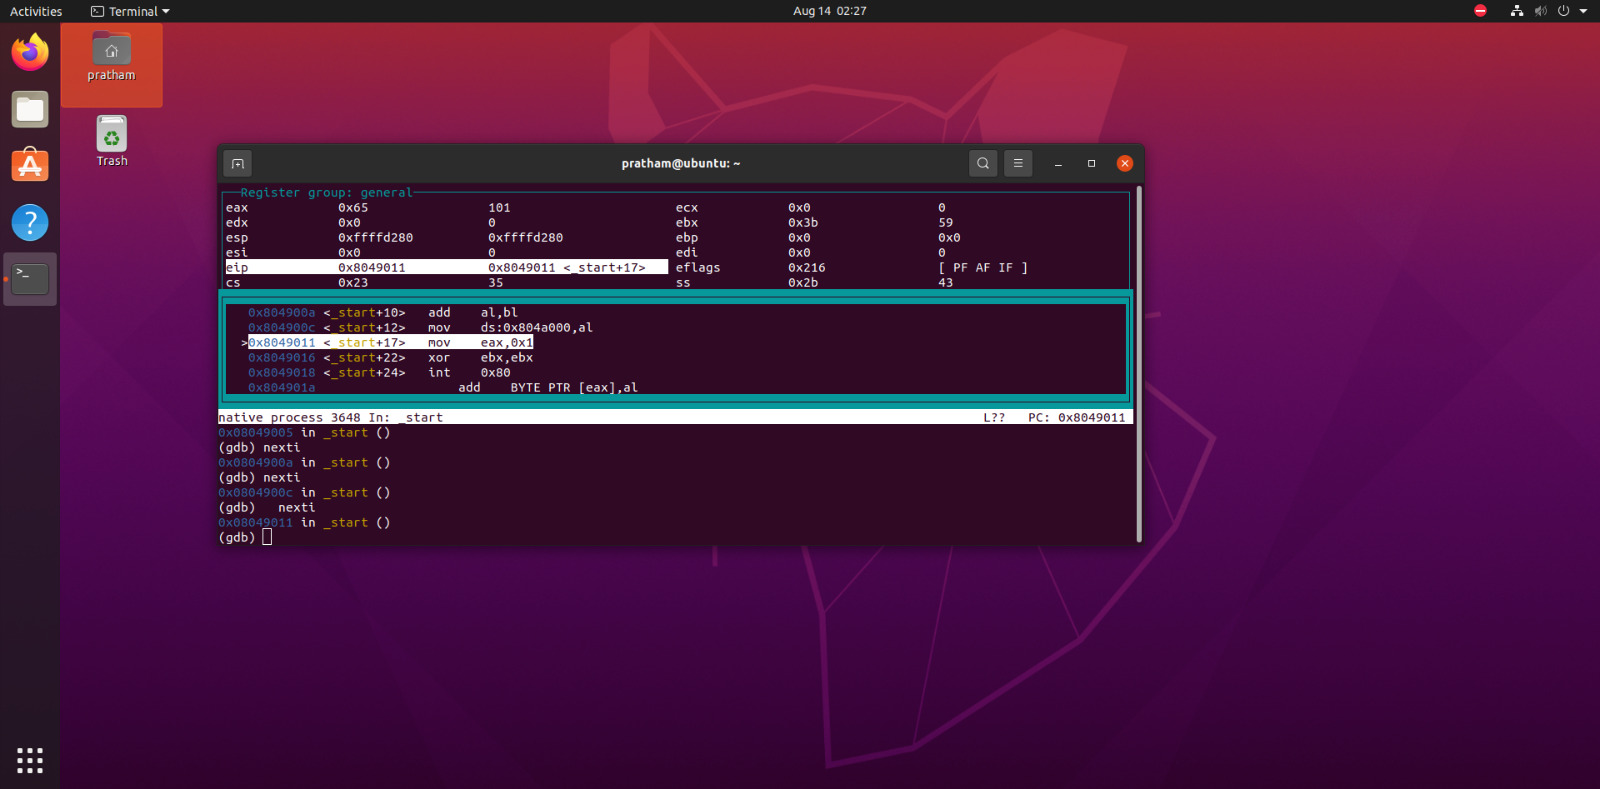 Activities Terminal Aug 14 02:27
pratham
Trash
pratham@ubuntu: ~
Register group: general
eax 0x65 101 ecx 0x0 0
edx 0x0 0 ebx 0x3b 59
esp 0xffffd280 0xffffd280 ebp 0x0 0x0
esi 0x0 0 edi 0x0 0
eip 0x8049011 0x8049011 <_start+17> eflags 0x216 [ PF AF IF ]
cs 0x23 35 ss 0x2b 43
0x804900a <_start+10> add al,bl
0x804900c <_start+12> mov ds:0x804a000,al
>0x8049011 <_start+17> mov eax,0x1
0x8049016 <_start+22> xor ebx,ebx
0x8049018 <_start+24> int 0x80
0x804901a add BYTE PTR [eax],al
native process 3648 In: _start L?? PC: 0x8049011
0x08049005 in _start ()
(gdb) nexti
0x0804900a in _start ()
(gdb) nexti
0x0804900c in _start ()
(gdb) nexti
0x08049011 in _start ()
(gdb)